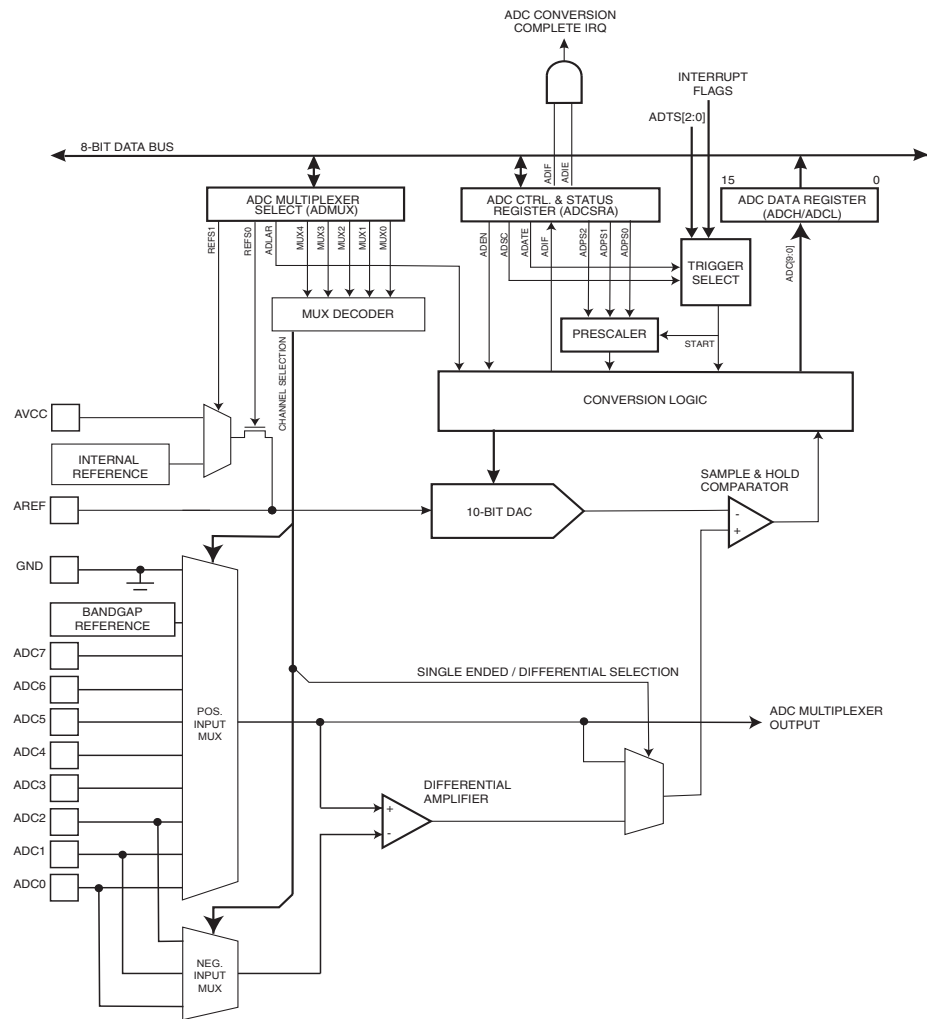 ADC CONVERSION
COMPLETE IRQ
INTERRUPT
FLAGS
ADTS[2:0]
8-BIT DATA BUS
ADIF
ADIE
15
0
ADC MULTIPLEXER
SELECT (ADMUX)
ADC CTRL. & STATUS
REGISTER (ADCSRA)
ADC DATA REGISTER
(ADCH/ADCL)
REFS1
REFS0
ADLAR
MUX4
MUX3
MUX2
MUX1
MUX0
ADEN
ADSC
ADATE
ADIF
ADPS2
ADPS1
ADPS0
ADC[9:0]
TRIGGER
SELECT
MUX DECODER
PRESCALER
START
CHANNEL SELECTION
CONVERSION LOGIC
AVCC
INTERNAL
REFERENCE
SAMPLE & HOLD
COMPARATOR
AREF
10-BIT DAC
-
+
GND
BANDGAP
REFERENCE
ADC7
SINGLE ENDED / DIFFERENTIAL SELECTION
ADC6
ADC5
POS.
INPUT
MUX
ADC MULTIPLEXER
OUTPUT
ADC4
ADC3
DIFFERENTIAL
AMPLIFIER
+
-
ADC2
ADC1
ADC0
NEG.
INPUT
MUX